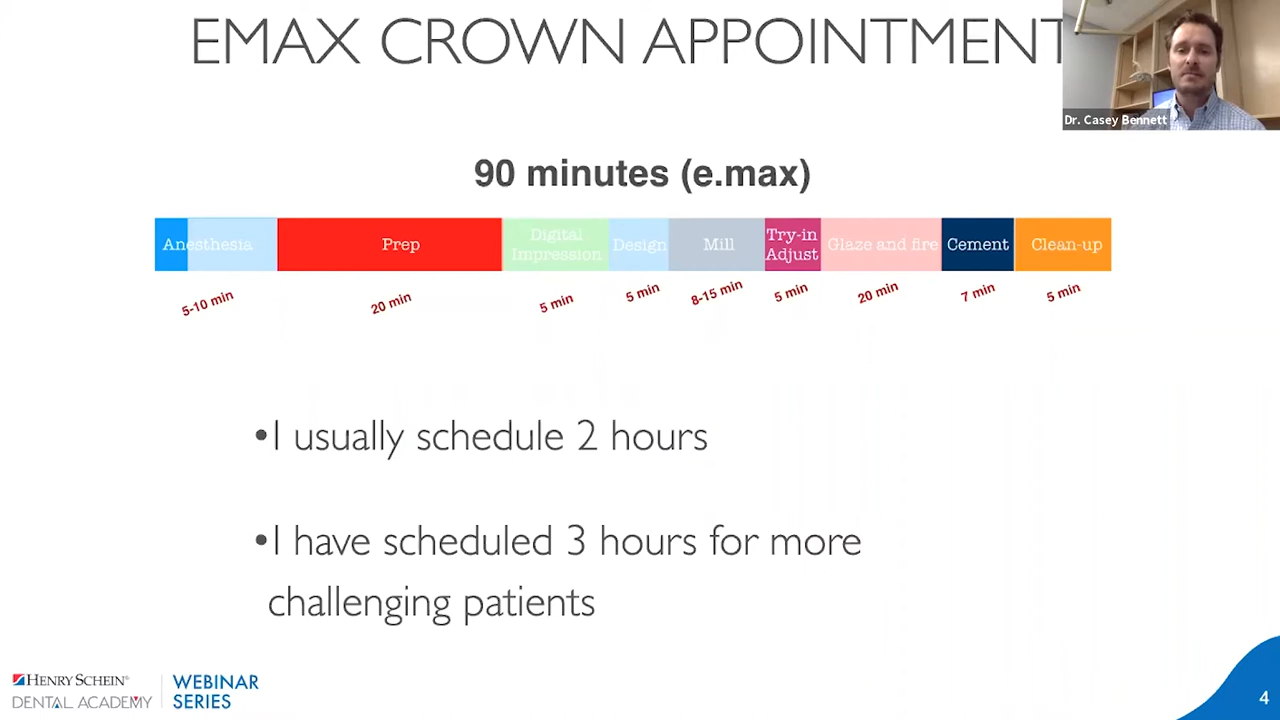 EMAX CROWN APPOINTMENT
Dr. Casey Bennett
90 minutes (e.max)
Anesthesia
Prep
Digital
Impression
Design
Mill
Try-in
Adjust
Glaze and fire
Cement
Clean-up
5-10 min
20 min
5 min
5 min
8-15 min
5 min
20 min
7 min
5 min
•I usually schedule 2 hours
•I have scheduled 3 hours for more
challenging patients
HENRY SCHEIN®
DENTAL ACADEMY
WEBINAR
SERIES
4